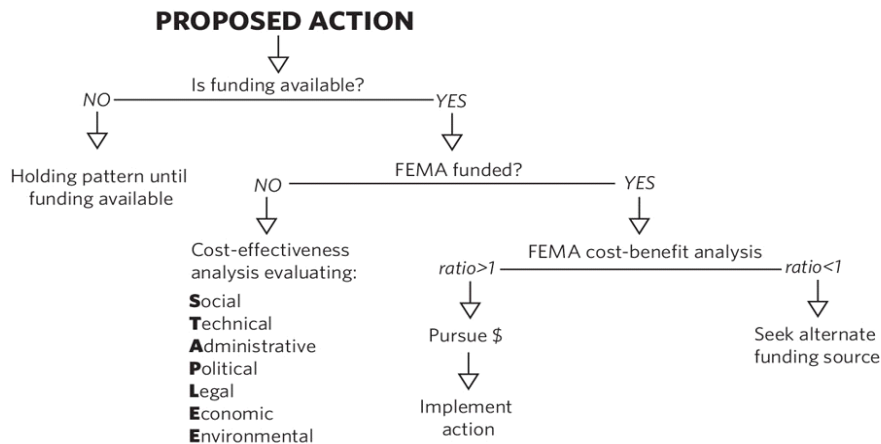 PROPOSED ACTION
Is funding available?
NO
YES
Holding pattern until
funding available
FEMA funded?
NO
YES
Cost-effectiveness
analysis evaluating:
Social
Technical
Administrative
Political
Legal
Economic
Environmental
FEMA cost-benefit analysis
ratio>1
ratio<1
Pursue $
Implement
action
Seek alternate
funding source